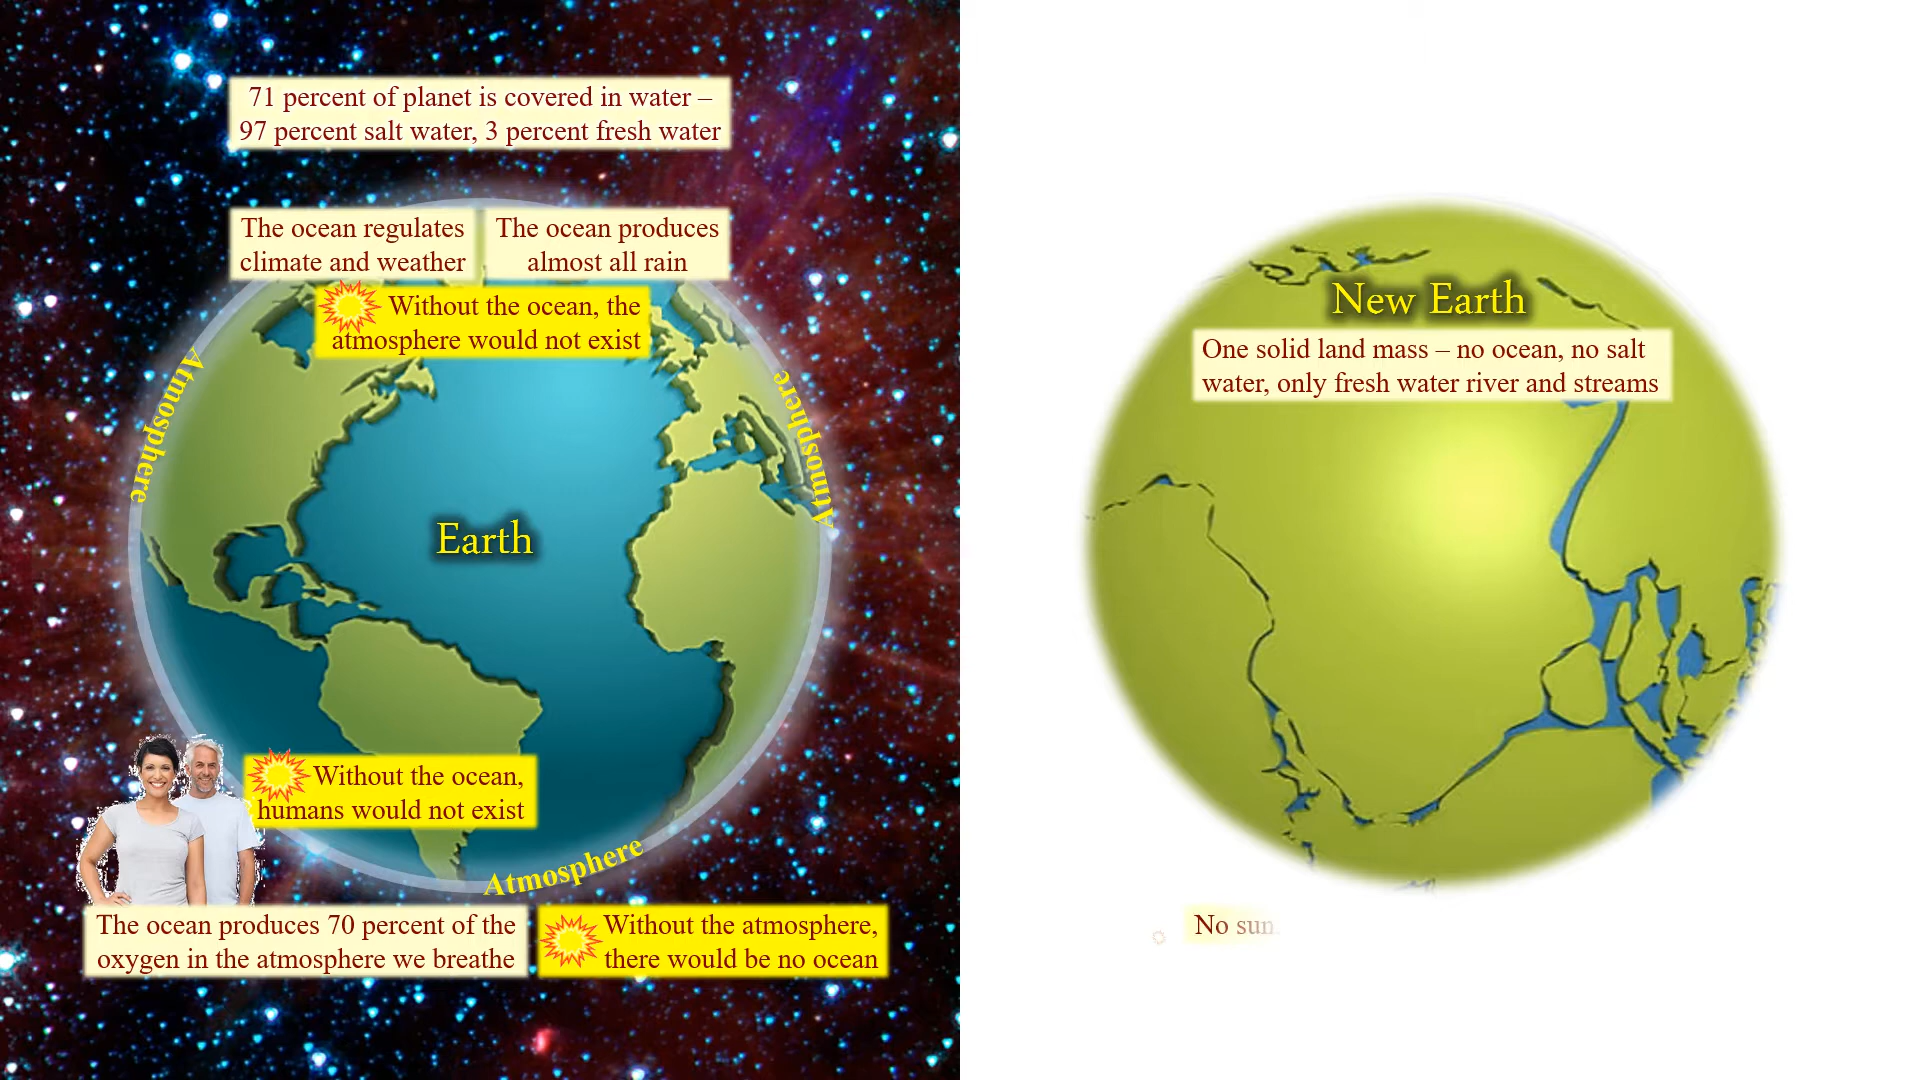 71 percent of planet is covered in water –
97 percent salt water, 3 percent fresh water
The ocean regulates
climate and weather
The ocean produces
almost all rain
Without the ocean, the
atmosphere would not exist
Atmosphere
Atmosphere
Earth
Without the ocean,
humans would not exist
Atmosphere
The ocean produces 70 percent of the
oxygen in the atmosphere we breathe
Without the atmosphere,
there would be no ocean
New Earth
One solid land mass – no ocean, no salt
water, only fresh water river and streams
No sun